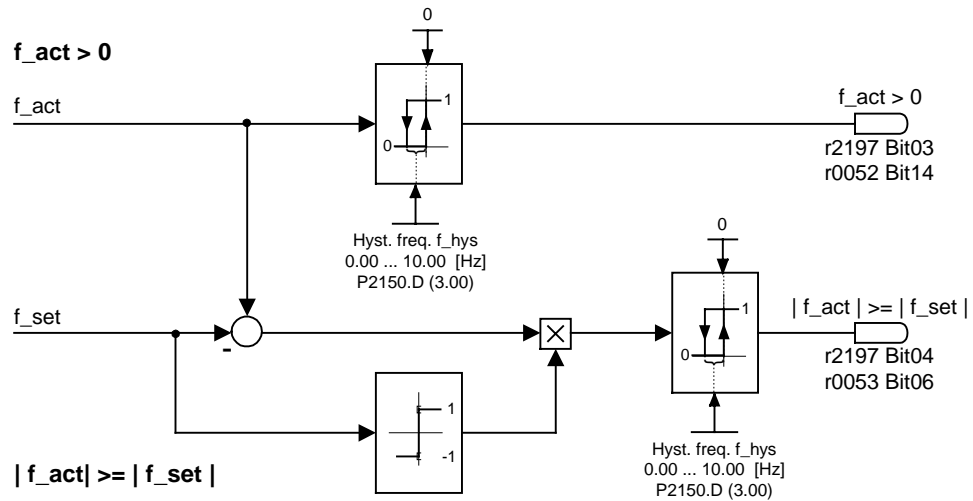 0
f_act > 0
f_act
1
0
f_act > 0
r2197 Bit03
r0052 Bit14
Hyst. freq. f_hys
0.00 ... 10.00 [Hz]
P2150.D (3.00)
0
f_set
-
1
0
| f_act | >= | f_set |
r2197 Bit04
r0053 Bit06
1
-1
Hyst. freq. f_hys
0.00 ... 10.00 [Hz]
P2150.D (3.00)
| f_act| >= | f_set |